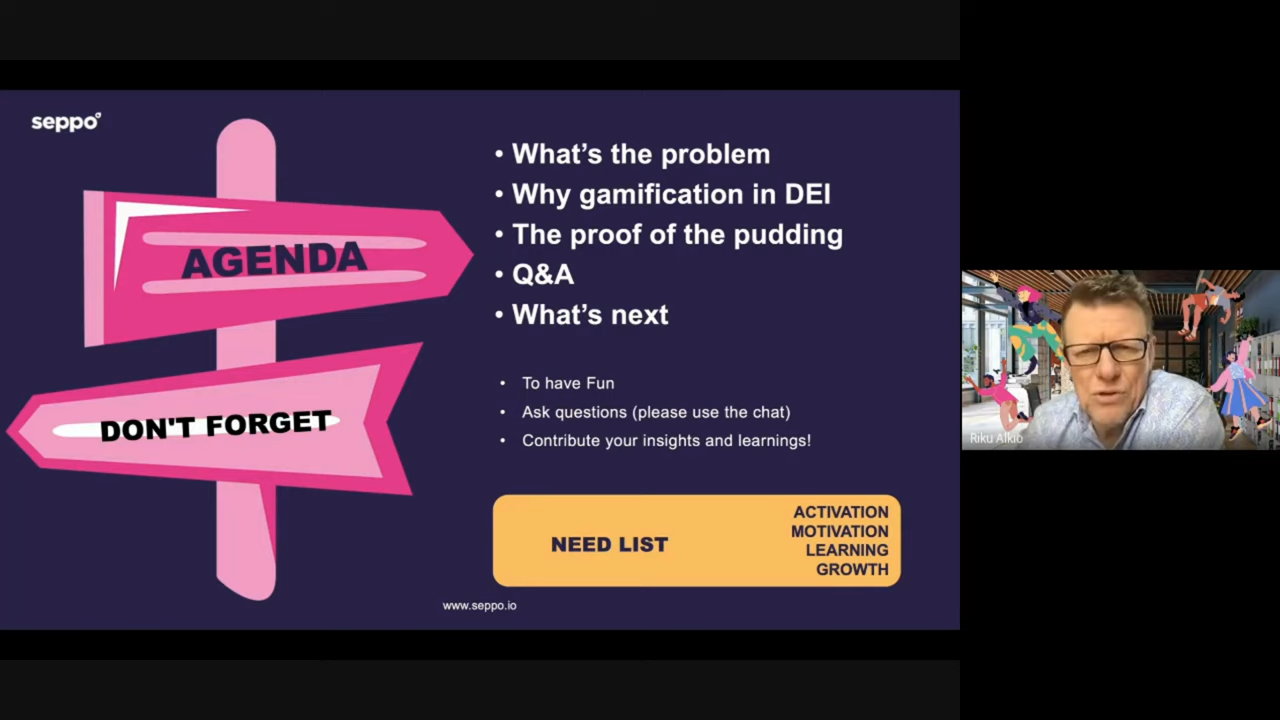 seppo
AGENDA
DON'T FORGET
• What's the problem
• Why gamification in DEI
• The proof of the pudding
• Q&A
• What's next
• To have Fun
• Ask questions (please use the chat)
• Contribute your insights and learnings!
NEED LIST
ACTIVATION
MOTIVATION
LEARNING
GROWTH
www.seppo.io
Riku Alkio